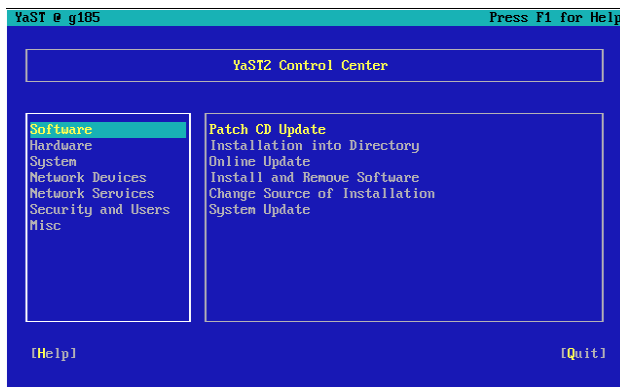 YaST @ g185 Press F1 for Help
YaST2 Control Center
Software
Hardware
System
Network Devices
Network Services
Security and Users
Misc
Patch CD Update
Installation into Directory
Online Update
Install and Remove Software
Change Source of Installation
System Update
[Help] [Quit]